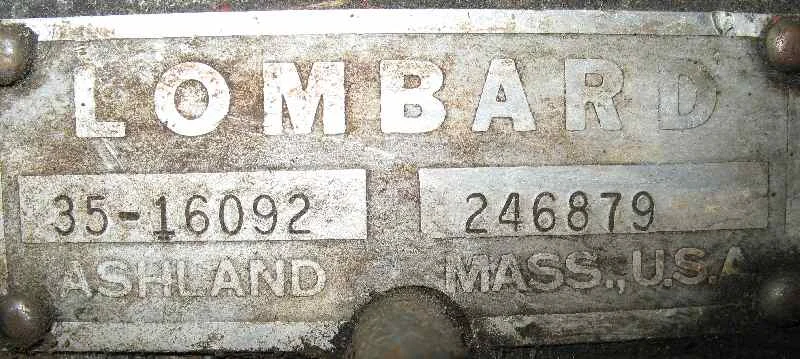 LOMBARD
35-16092 246879
ASHLAND MASS., U.S.A